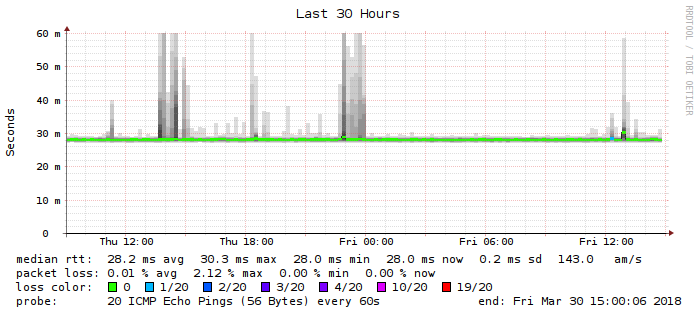 Last 30 Hours
RRDTOOL / TOBI OETIKER
Seconds
60 m
50 m
40 m
30 m
20 m
10 m
0
Thu 12:00 Thu 18:00 Fri 00:00 Fri 06:00 Fri 12:00
median rtt: 28.2 ms avg 30.3 ms max 28.0 ms min 28.0 ms now 0.2 ms sd 143.0 am/s
packet loss: 0.01 % avg 2.12 % max 0.00 % min 0.00 % now
loss color: 0 1/20 2/20 3/20 4/20 10/20 19/20
probe: 20 ICMP Echo Pings (56 Bytes) every 60s end: Fri Mar 30 15:00:06 2018